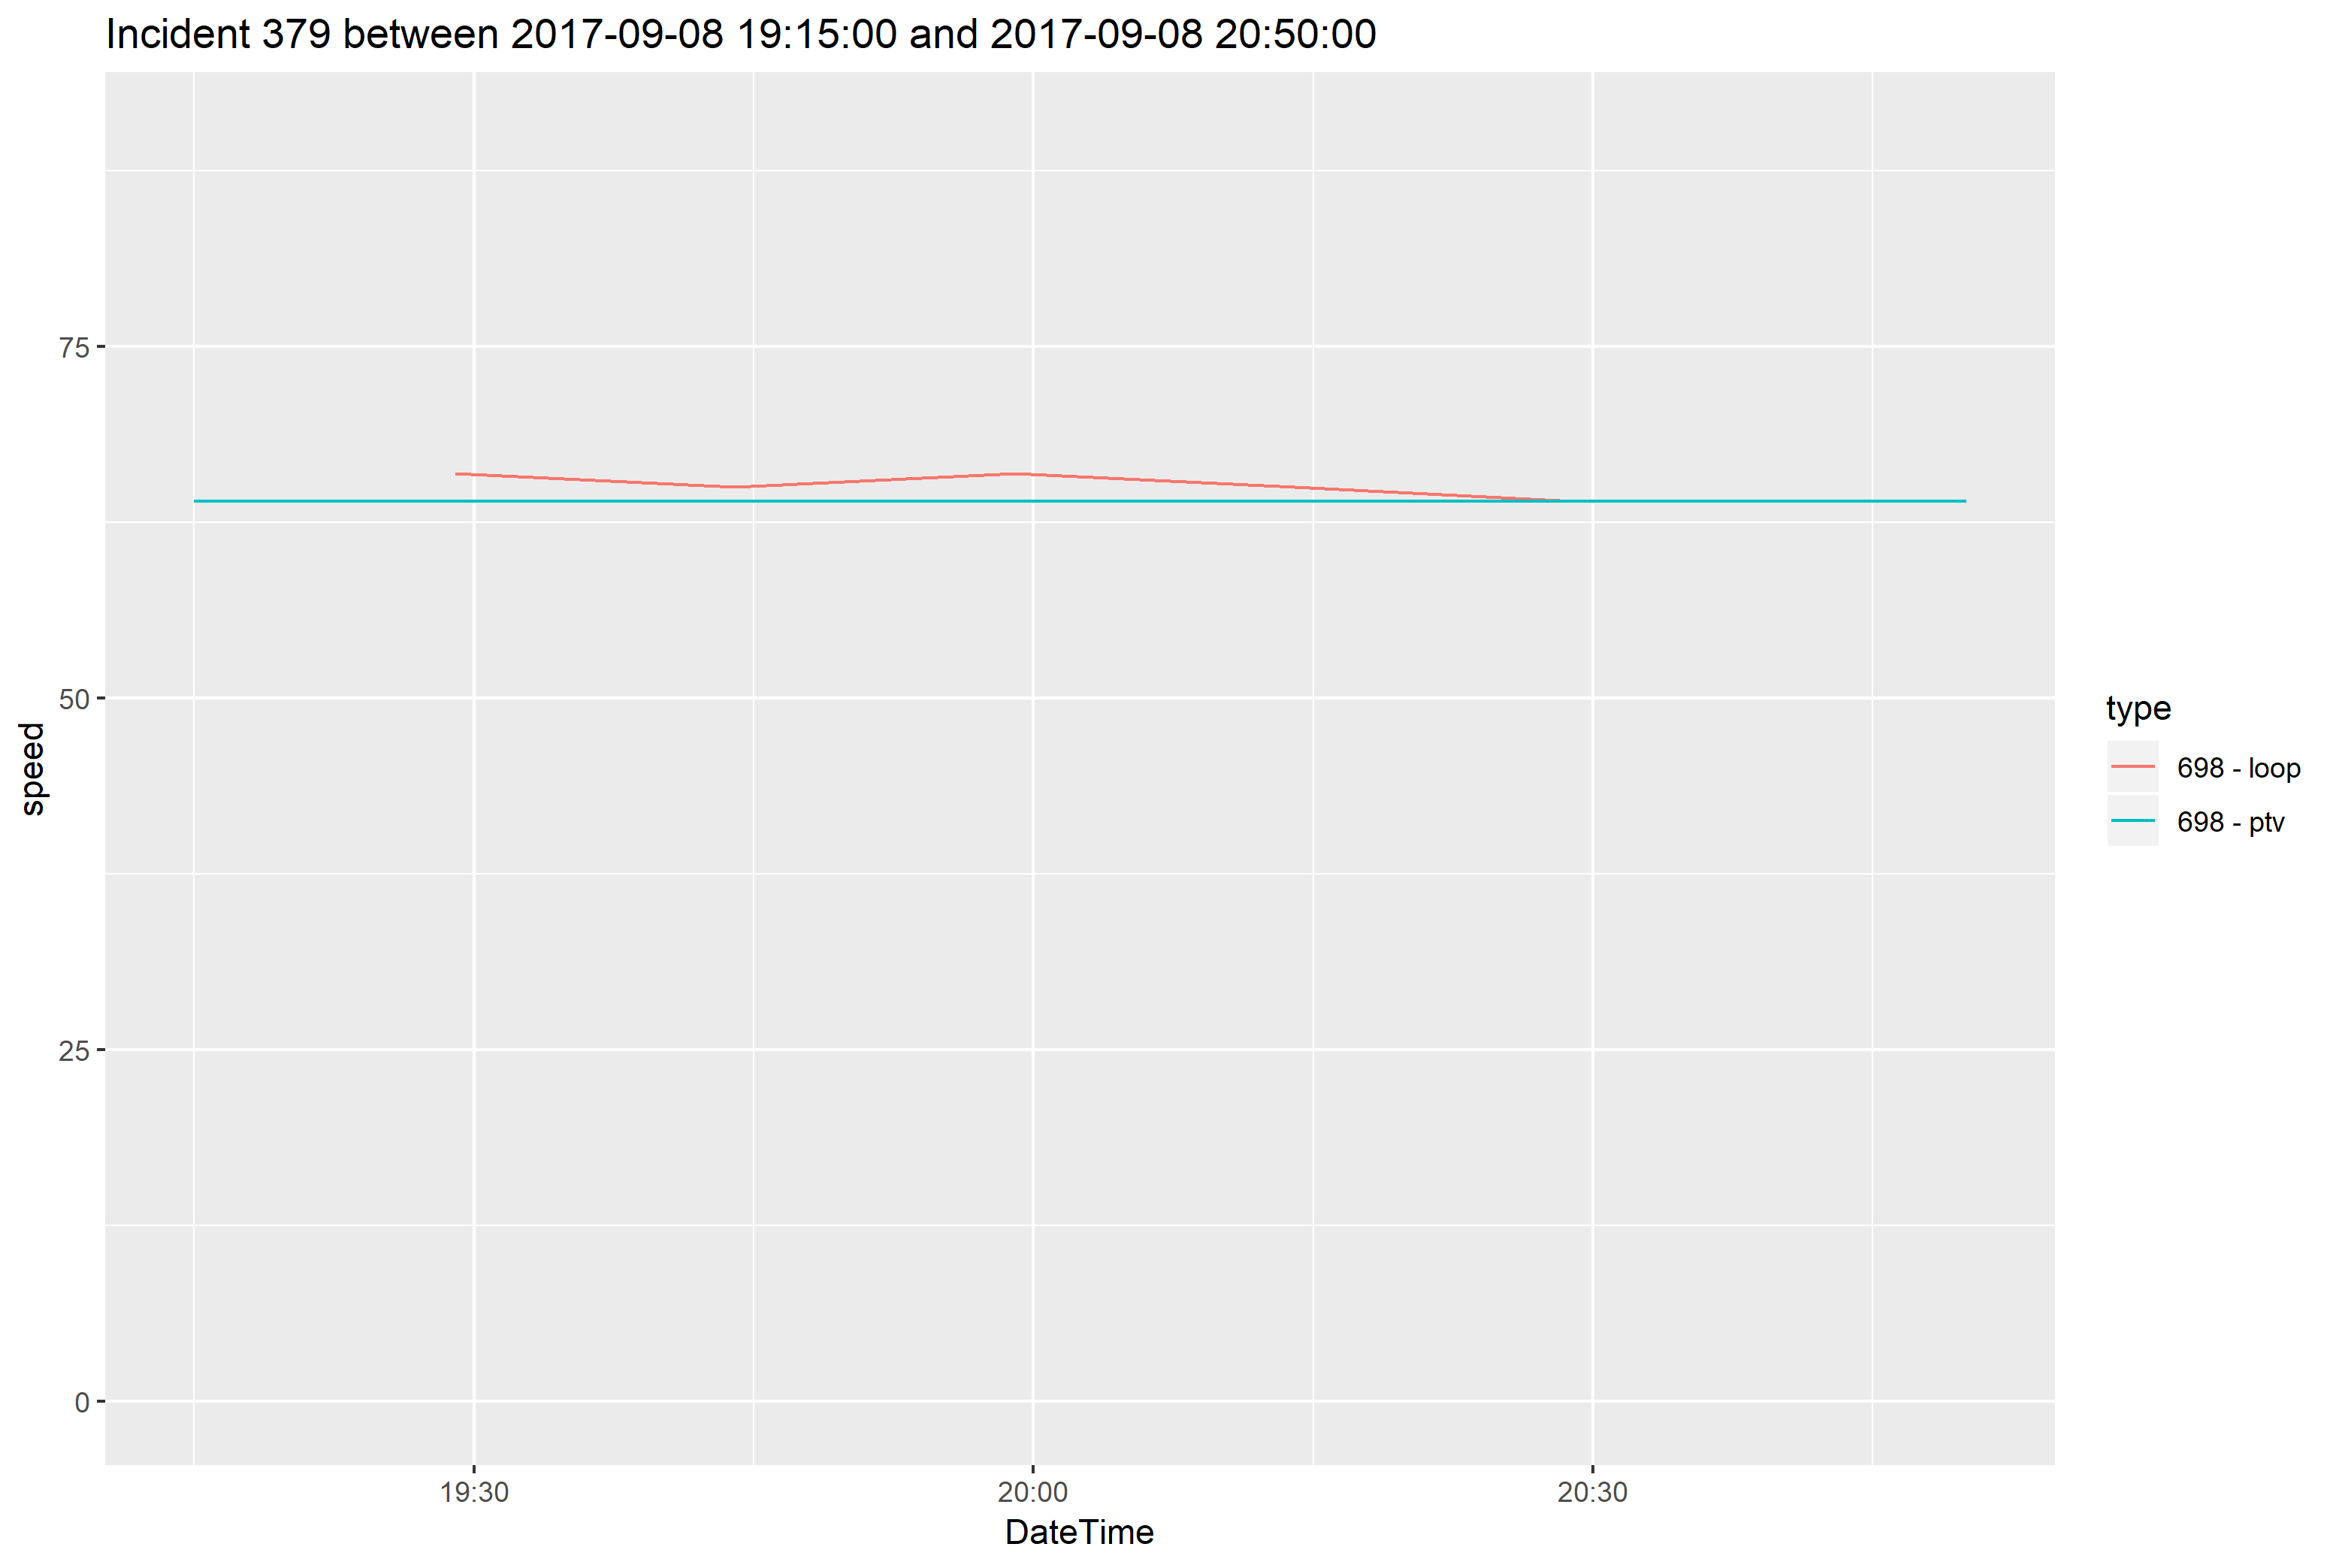 Incident 379 between 2017-09-08 19:15:00 and 2017-09-08 20:50:00
75
50
25
0
speed
19:30
20:00
20:30
DateTime
type
698 - loop
698 - ptv